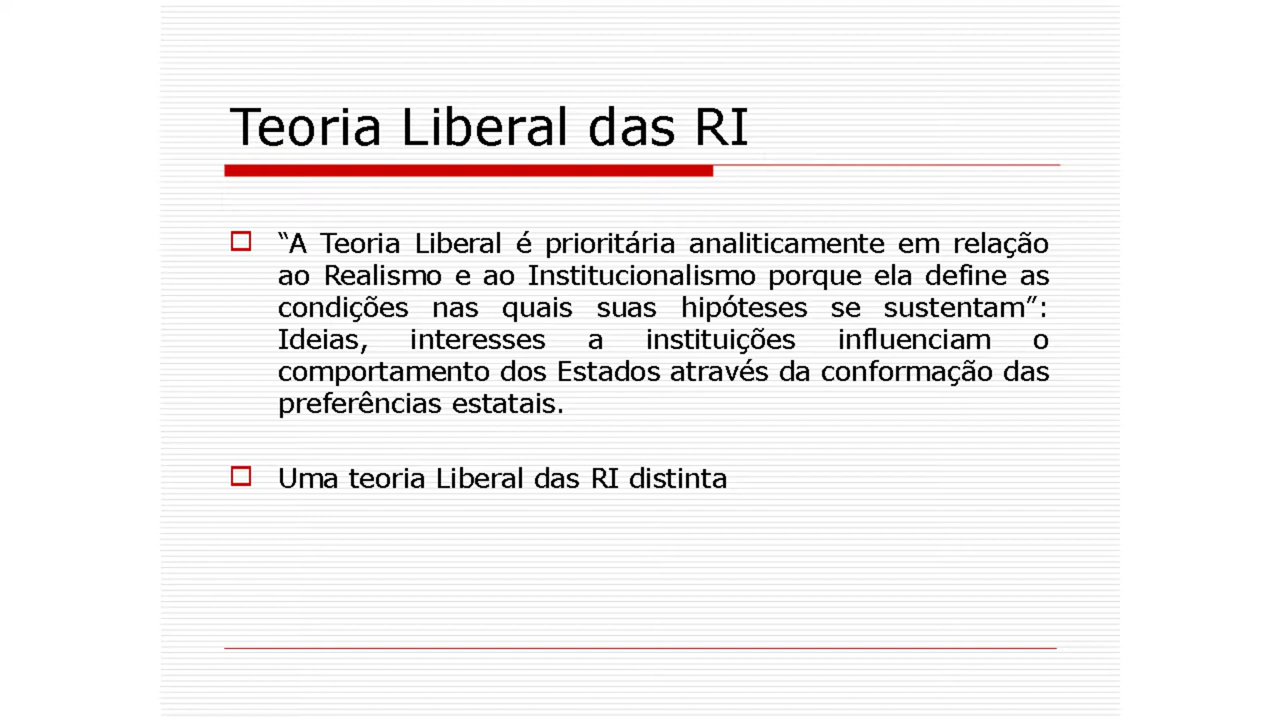 Teoria Liberal das RI
“A Teoria Liberal é prioritária analiticamente em relação
ao Realismo e ao Institucionalismo porque ela define as
condições nas quais suas hipóteses se sustentam”:
Ideias, interesses a instituições influenciam o
comportamento dos Estados através da conformação das
preferências estatais.
Uma teoria Liberal das RI distinta